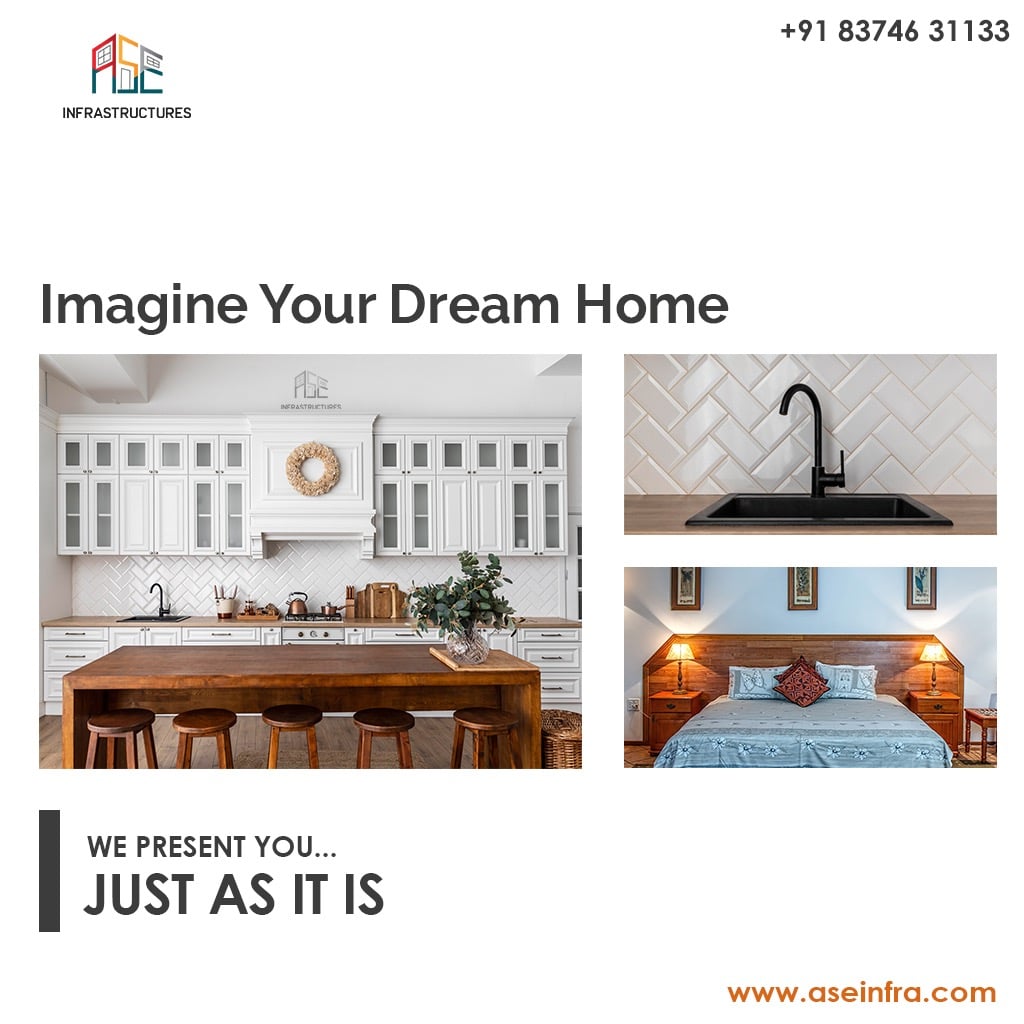 +91 83746 31133
ASE
INFRASTRUCTURES
Imagine Your Dream Home
ASE
INFRASTRUCTURES
WE PRESENT YOU...
JUST AS IT IS
www.aseinfra.com